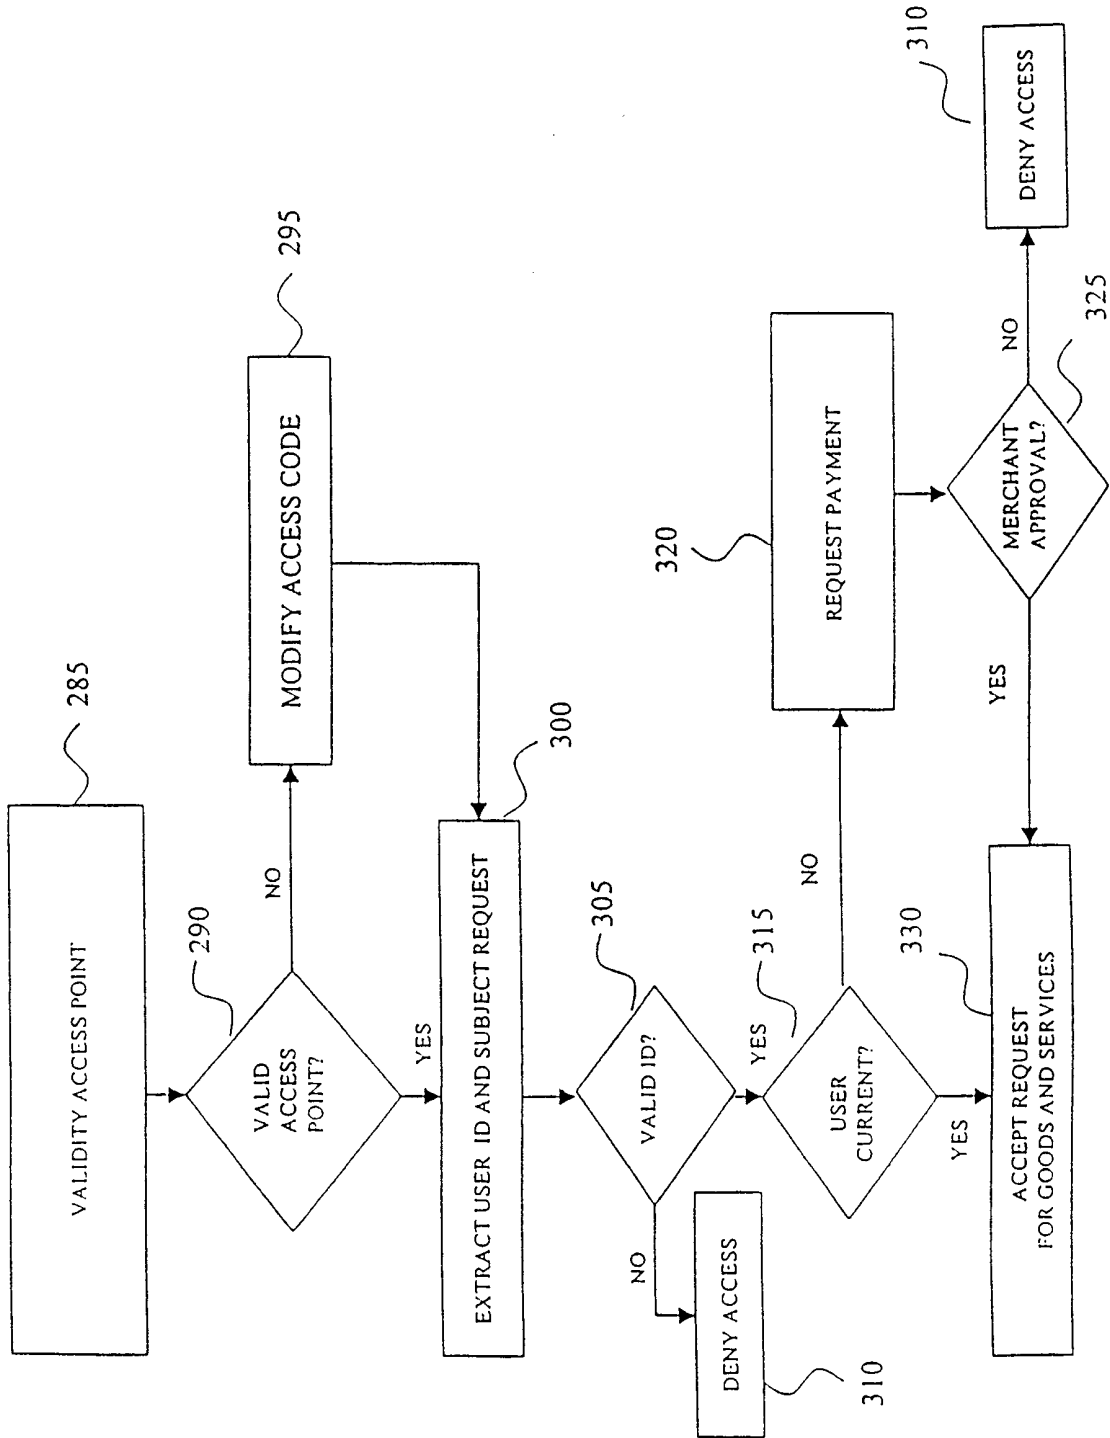 VALIDITY ACCESS POINT
285
VALID
ACCESS
POINT?
290
NO
MODIFY ACCESS CODE
295
YES
EXTRACT USER ID AND SUBJECT REQUEST
300
VALID ID?
305
NO
DENY ACCESS
310
YES
USER
CURRENT?
315
NO
REQUEST PAYMENT
320
YES
ACCEPT REQUEST
FOR GOODS AND SERVICES
330
MERCHANT
APPROVAL?
325
YES
NO
DENY ACCESS
310